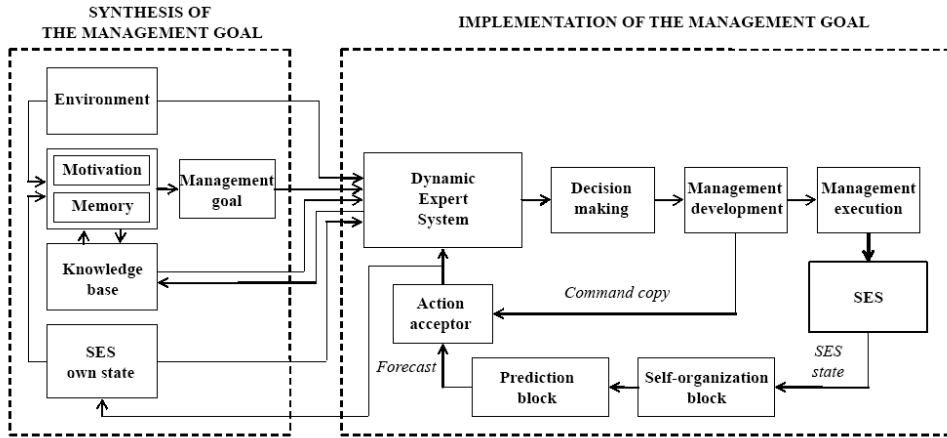 SYNTHESIS OF
THE MANAGEMENT GOAL
IMPLEMENTATION OF THE MANAGEMENT GOAL
Environment
Motivation
Memory
Management
goal
Knowledge
base
SES
own state
Dynamic
Expert
System
Decision
making
Management
development
Management
execution
SES
Command copy
Action
acceptor
Forecast
SES
state
Prediction
block
Self-organization
block